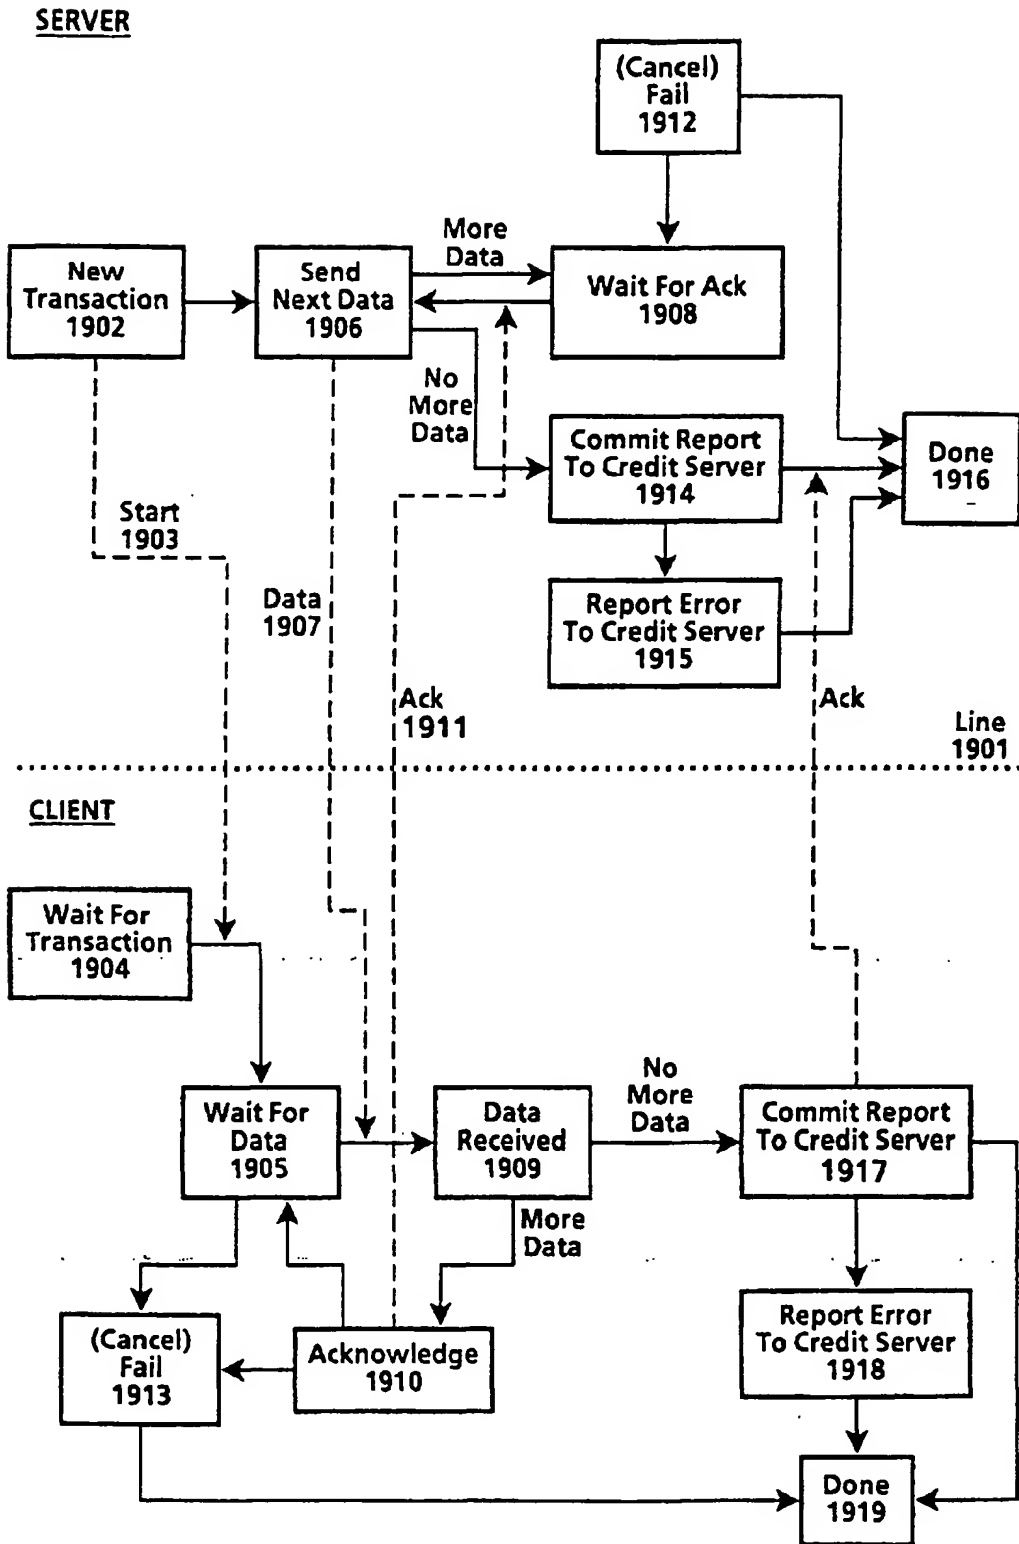 SERVER
(Cancel)
Fail
1912
New
Transaction
1902
Send
Next Data
1906
More
Data
Wait For Ack
1908
No
More
Data
Commit Report
To Credit Server
1914
Done
1916
Start
1903
Data
1907
Report Error
To Credit Server
1915
Ack
1911
Ack
Line
1901
CLIENT
Wait For
Transaction
1904
Wait For
Data
1905
Data
Received
1909
No
More
Data
Commit Report
To Credit Server
1917
More
Data
(Cancel)
Fail
1913
Acknowledge
1910
Report Error
To Credit Server
1918
Done
1919